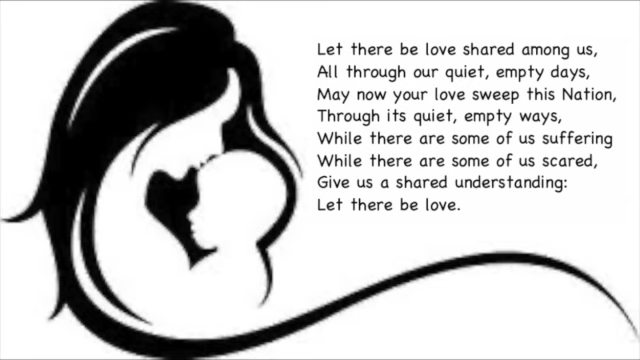 Let there be love shared among us,
All through our quiet, empty days,
May now your love sweep this Nation,
Through its quiet, empty ways,
While there are some of us suffering
While there are some of us scared,
Give us a shared understanding:
Let there be love.